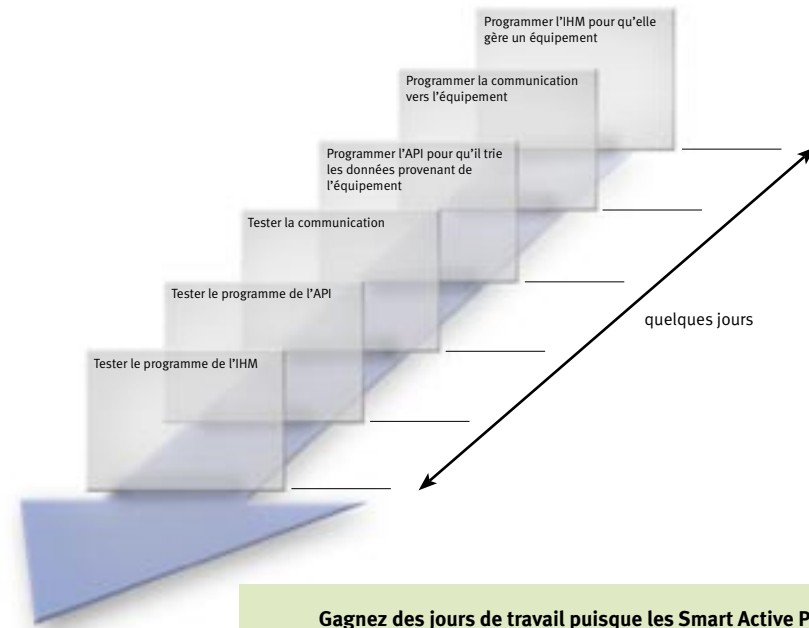 Programmer l’IHM pour qu’elle
gère un équipement
Programmer la communication
vers l’équipement
Programmer l’API pour qu’il trie
les données provenant de
l’équipement
Tester la communication
Tester le programme de l’API
Tester le programme de l’IHM
quelques jours
Gagnez des jours de travail puisque les Smart Active P